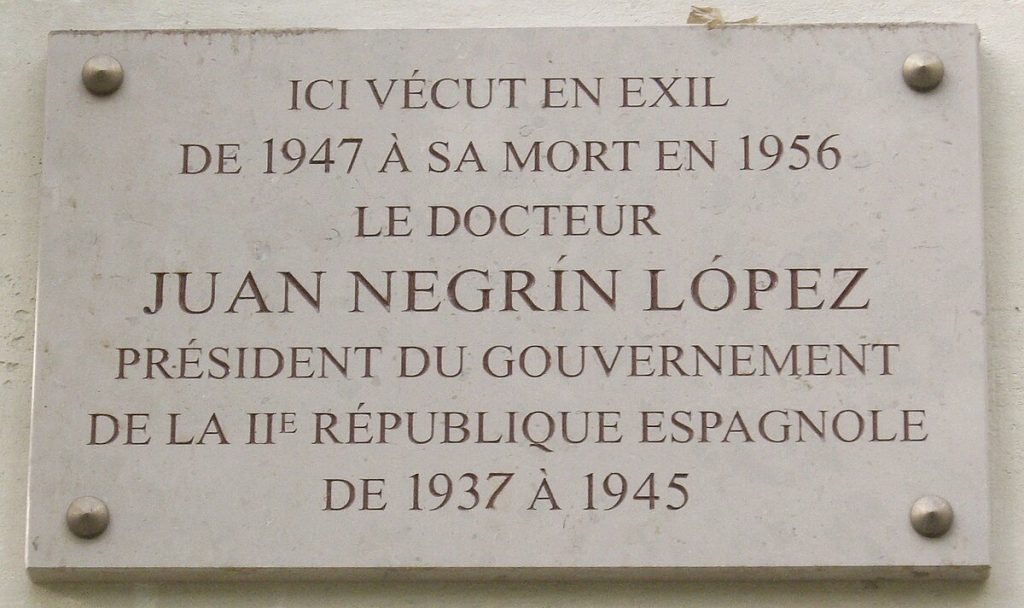 ICI VÉCUT EN EXIL
DE 1947 À SA MORT EN 1956
LE DOCTEUR
JUAN NEGRÍN LÓPEZ
PRÉSIDENT DU GOUVERNEMENT
DE LA IIE RÉPUBLIQUE ESPAGNOLE
DE 1937 À 1945